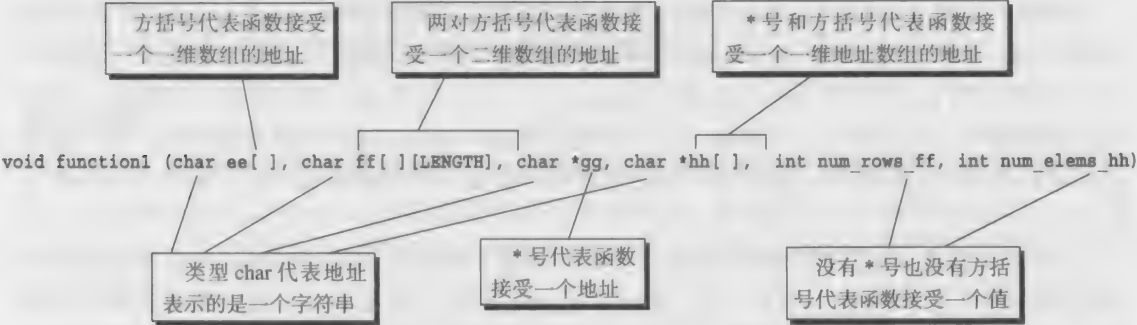 方括号代表函数接受
一个一维数组的地址
两对方括号代表函数接
受一个二维数组的地址
*号和方括号代表函数接
受一个一维地址数组的地址
void function1 (char ee[ ], char ff[ ][LENGTH], char *gg, char *hh[ ], int num_rows_ff, int num_elems_hh)
类型 char 代表地址
表示的是一个字符串
*号代表函数
接受一个地址
没有*号也没有方括
号代表函数接受一个值